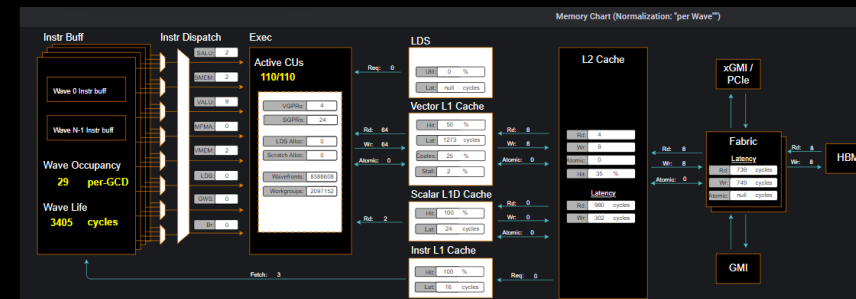 Memory Chart (Normalization: "per Wave"")
Instr Buff
Wave 0 Instr buff
Wave N-1 Instr buff
Wave Occupancy
29 per-GCD
Wave Life
3405 cycles
Instr Dispatch
SALU: 2
SMEM: 2
VALU: 9
MFMA: 0
VMEM: 2
LDS: 0
GWS: 0
Br: 0
Exec
Active CUs
110/110
VGPRs: 4
SGPRs: 24
LDS Alloc: 0
Scratch Alloc: 0
Wavefronts: 8388608
Workgroups: 2097152
Req: 0
Rd: 64
Wr: 64
Atomic: 0
Rd: 2
Fetch: 3
LDS
Util: 0 %
Lat: null cycles
Vector L1 Cache
Hit: 50 %
Lat: 1273 cycles
Coales: 25 %
Stall: 2 %
Scalar L1D Cache
Hit: 100 %
Lat: 24 cycles
Instr L1 Cache
Hit: 100 %
Lat: 16 cycles
Rd: 8
Wr: 8
Atomic: 0
Rd: 0
Wr: 0
Atomic: 0
Req: 0
L2 Cache
Rd: 4
Wr: 8
Atomic: 0
Hit: 35 %
Latency
Rd: 980 cycles
Wr: 302 cycles
Rd: 8
Wr: 8
Atomic: 0
xGMI /
PCIe
Fabric
Latency
Rd: 739 cycles
Wr: 749 cycles
Atomic: null cycles
GMI
Rd: 8
Wr: 8
HBM